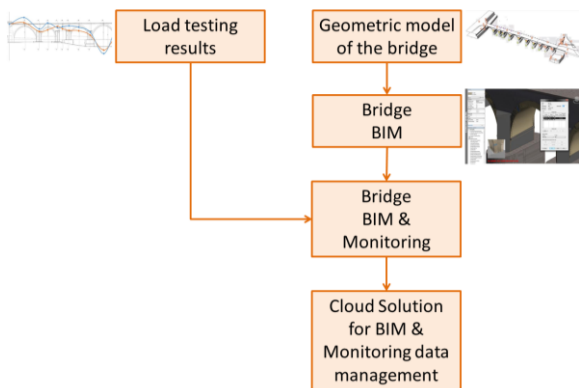 Load testing
results
Geometric model
of the bridge
Bridge
BIM
Bridge
BIM &
Monitoring
Cloud Solution
for BIM &
Monitoring data
management